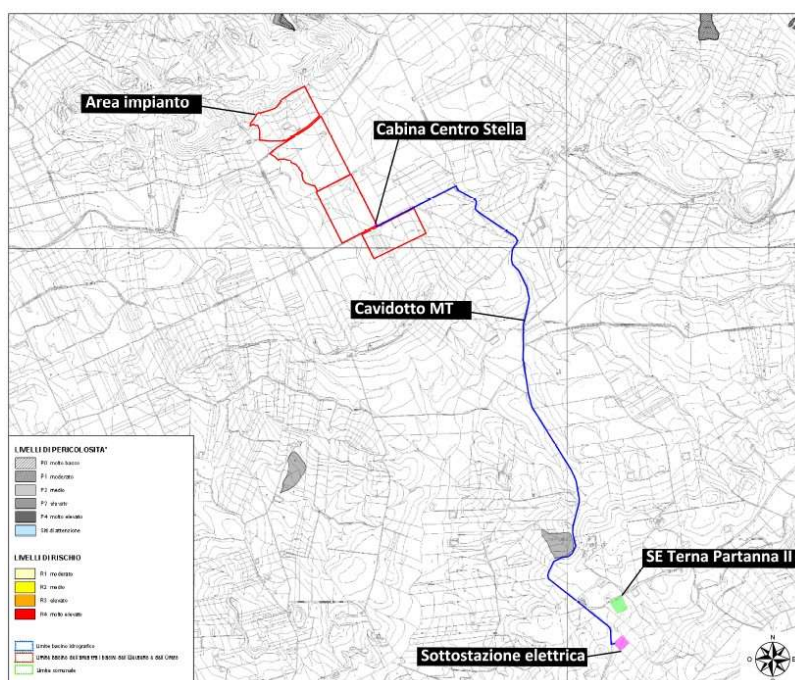 Area impianto
Cabina Centro Stella
Cavidotto MT
SE Terna Partanna II
Sottostazione elettrica
LIVELLI DI PERICOLOSITA'
P0 molto basso
P1 moderato
P2 medio
P3 elevato
P4 molto elevato
Siti di attenzione
LIVELLI DI RISCHIO
R1 moderato
R2 medio
R3 elevato
R4 molto elevato
Limite bacino idrografico
Limite comunale
N
E
S
O